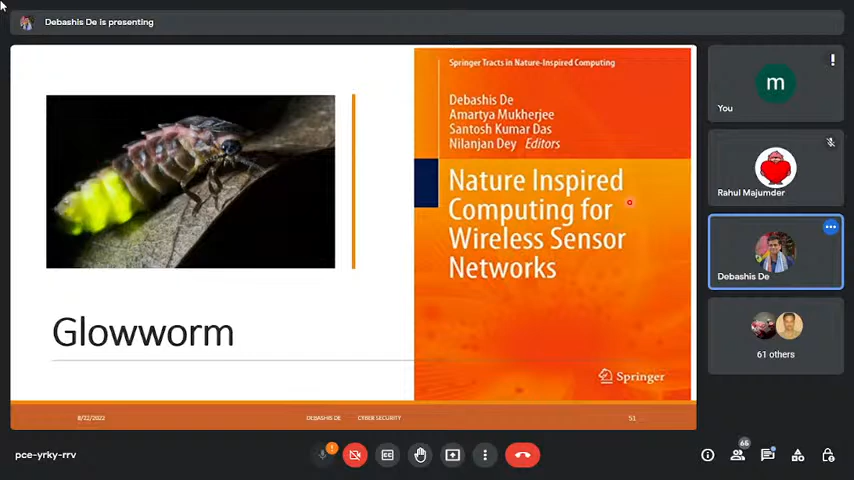 Debashis De is presenting
Springer Tracts in Nature-Inspired Computing
Debashis De
Amartya Mukherjee
Santosh Kumar Das
Nilanjan Dey Editors
Nature Inspired
Computing for
Wireless Sensor
Networks
Springer
Glowworm
8/22/2022
DEBASHIS DE CYBER SECURITY
51
m
You
Rahul Majumder
Debashis De
61 others
pce-yrky-rrv
1
CC